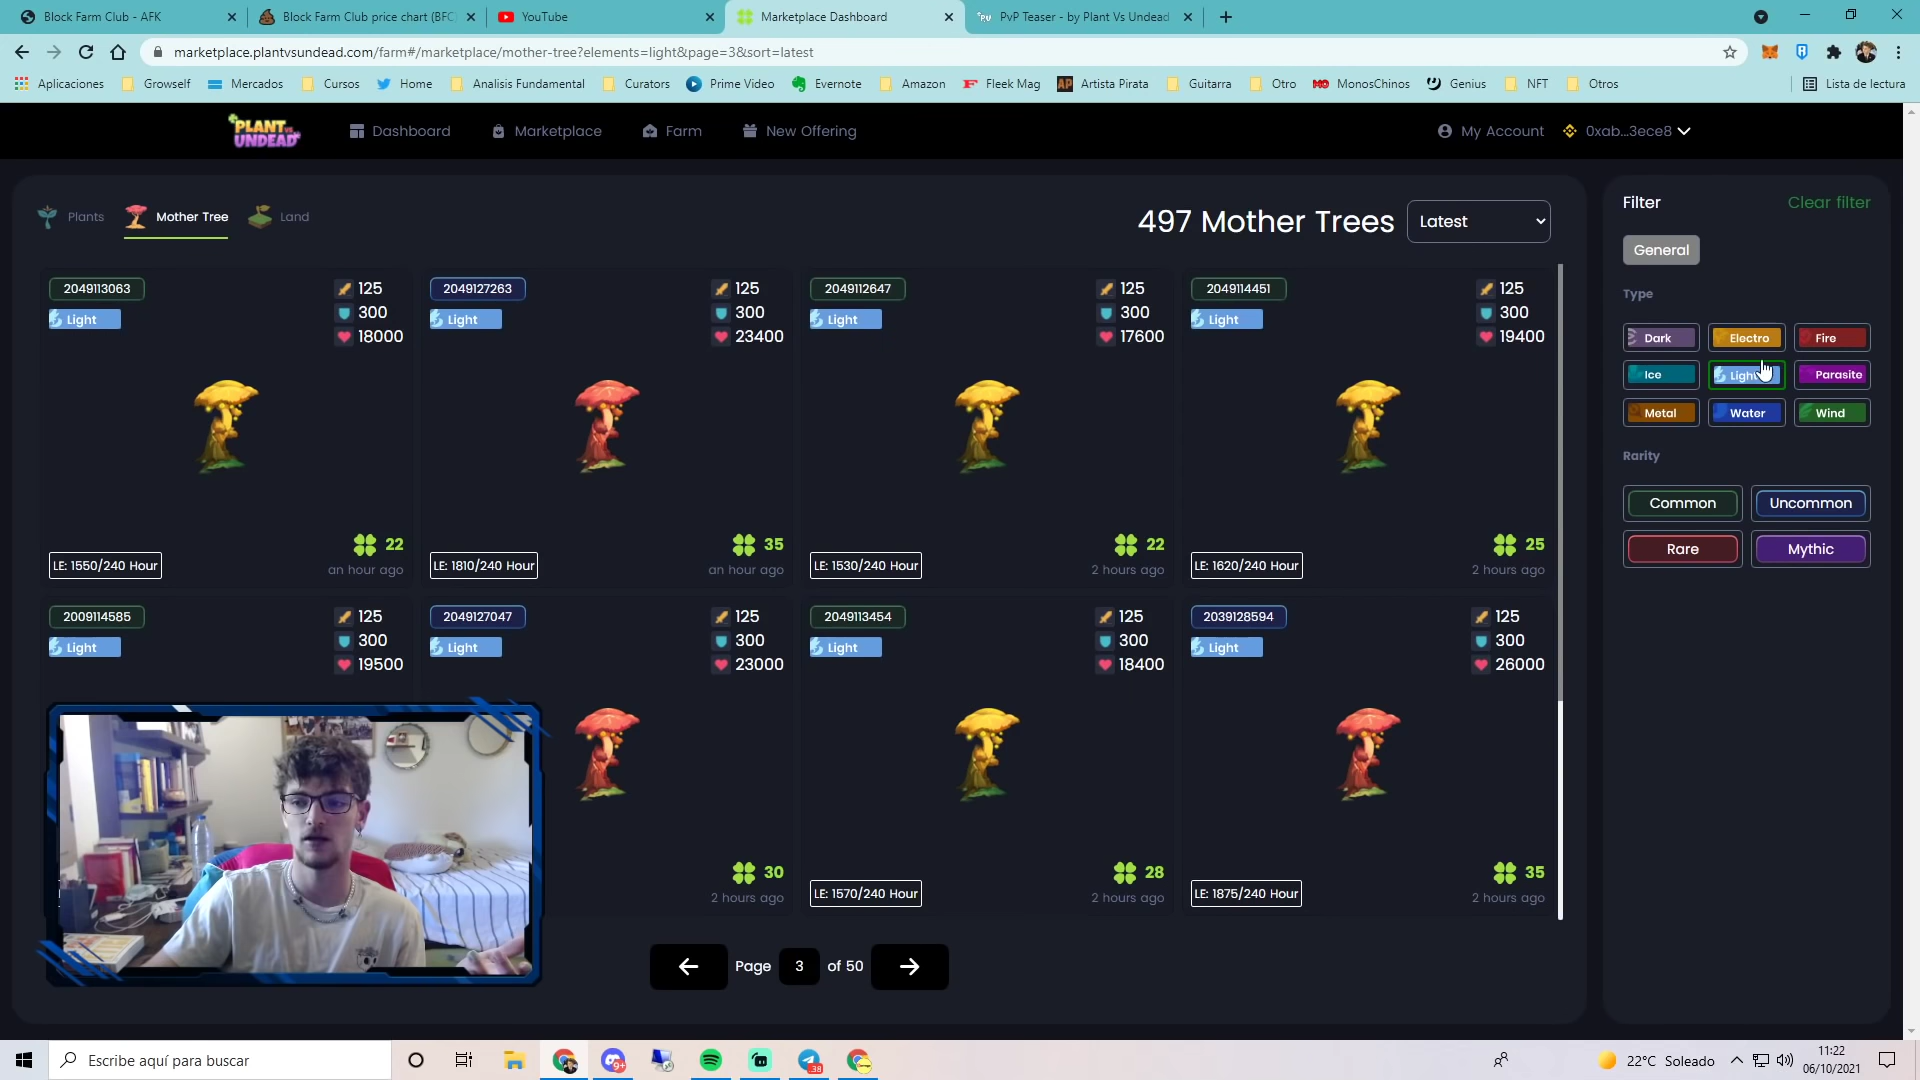 Block Farm Club - AFK
Block Farm Club price chart (BFC
YouTube
Marketplace Dashboard
PvP Teaser - by Plant Vs Undead
marketplace.plantvsundead.com/farm#/marketplace/mother-tree?elements=light&page=3&sort=latest
Aplicaciones Growself Mercados Cursos Home Analisis Fundamental Curators Prime Video Evernote Amazon Fleek Mag Artista Pirata Guitarra Otro MonosChinos Genius NFT Otros Lista de lectura
PLANT VS UNDEAD
Dashboard Marketplace Farm New Offering My Account 0xab...3ece8
Plants Mother Tree Land
497 Mother Trees Latest
2049113063
Light
125
300
18000
LE: 1550/240 Hour
22
an hour ago
2049127263
Light
125
300
23400
LE: 1810/240 Hour
35
an hour ago
2049112647
Light
125
300
17600
LE: 1530/240 Hour
22
2 hours ago
2049114451
Light
125
300
19400
LE: 1620/240 Hour
25
2 hours ago
2009114585
Light
125
300
19500
2049127047
Light
125
300
23000
30
2 hours ago
2049113454
Light
125
300
18400
LE: 1570/240 Hour
28
2 hours ago
2039128594
Light
125
300
26000
LE: 1875/240 Hour
35
2 hours ago
Page 3 of 50
Filter Clear filter
General
Type
Dark Electro Fire
Ice Light Parasite
Metal Water Wind
Rarity
Common Uncommon
Rare Mythic
Escribe aquí para buscar
9+
38
22°C Soleado
11:22
06/10/2021